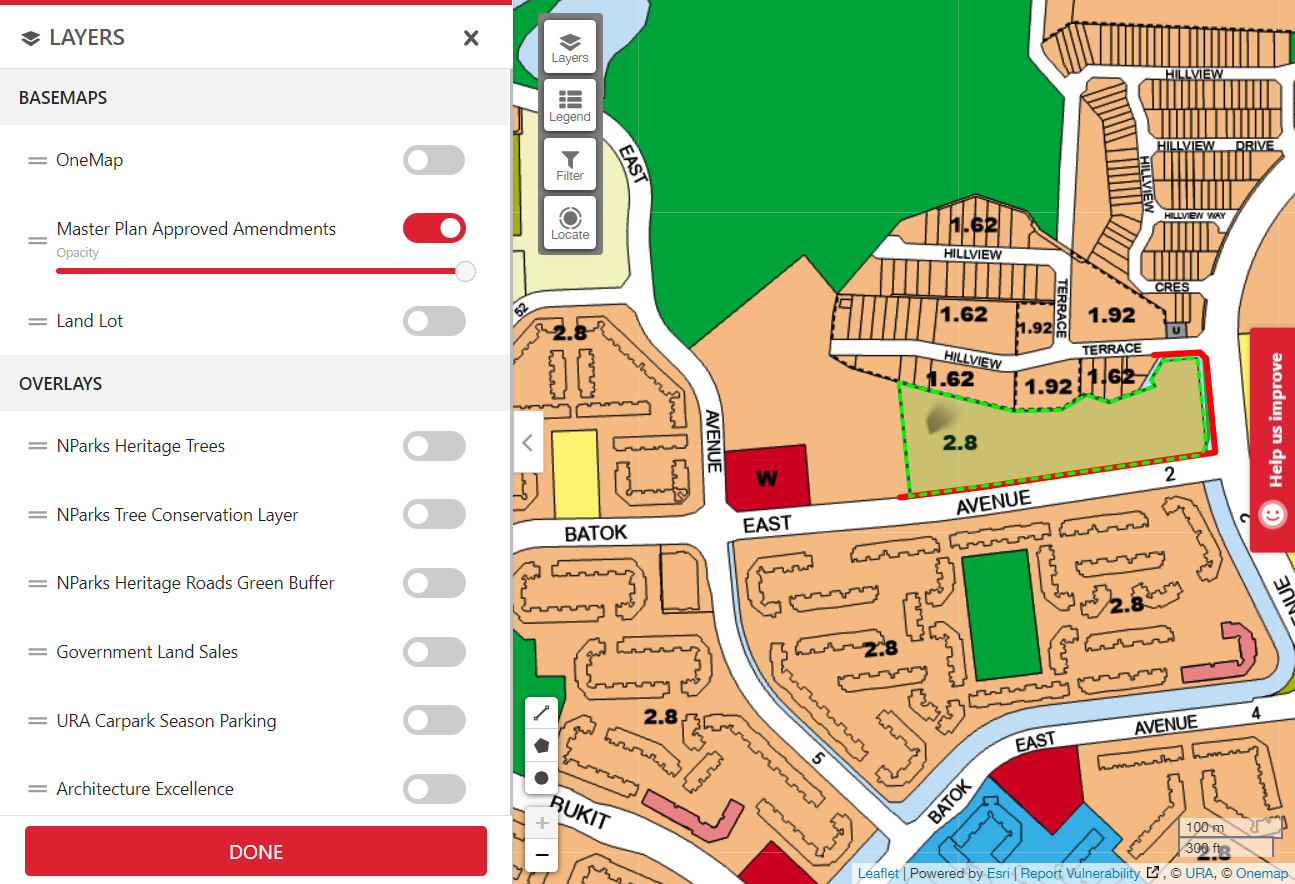 LAYERS
BASEMAPS
OneMap
Master Plan Approved Amendments
Opacity
Land Lot
OVERLAYS
NParks Heritage Trees
NParks Tree Conservation Layer
NParks Heritage Roads Green Buffer
Government Land Sales
URA Carpark Season Parking
Architecture Excellence
DONE
Layers
Legend
Filter
Locate
EAST
HILLVIEW
HILLVIEW DRIVE
HILLVIEW
HILLVIEW WAY
CRES
1.62
HILLVIEW
TERRACE
1.62
1.92
1.92
U
HILLVIEW
TERRACE
1.62
1.92
1.62
52
2.8
AVENUE
2.8
W
EAST
AVENUE
2
BATOK
2
Help us improve
2.8
2.8
2.8
5
BUKIT
BATOK
EAST
AVENUE
4
100 m
300 ft
2.8
Leaflet | Powered by Esri | Report Vulnerability , © URA, © Onemap